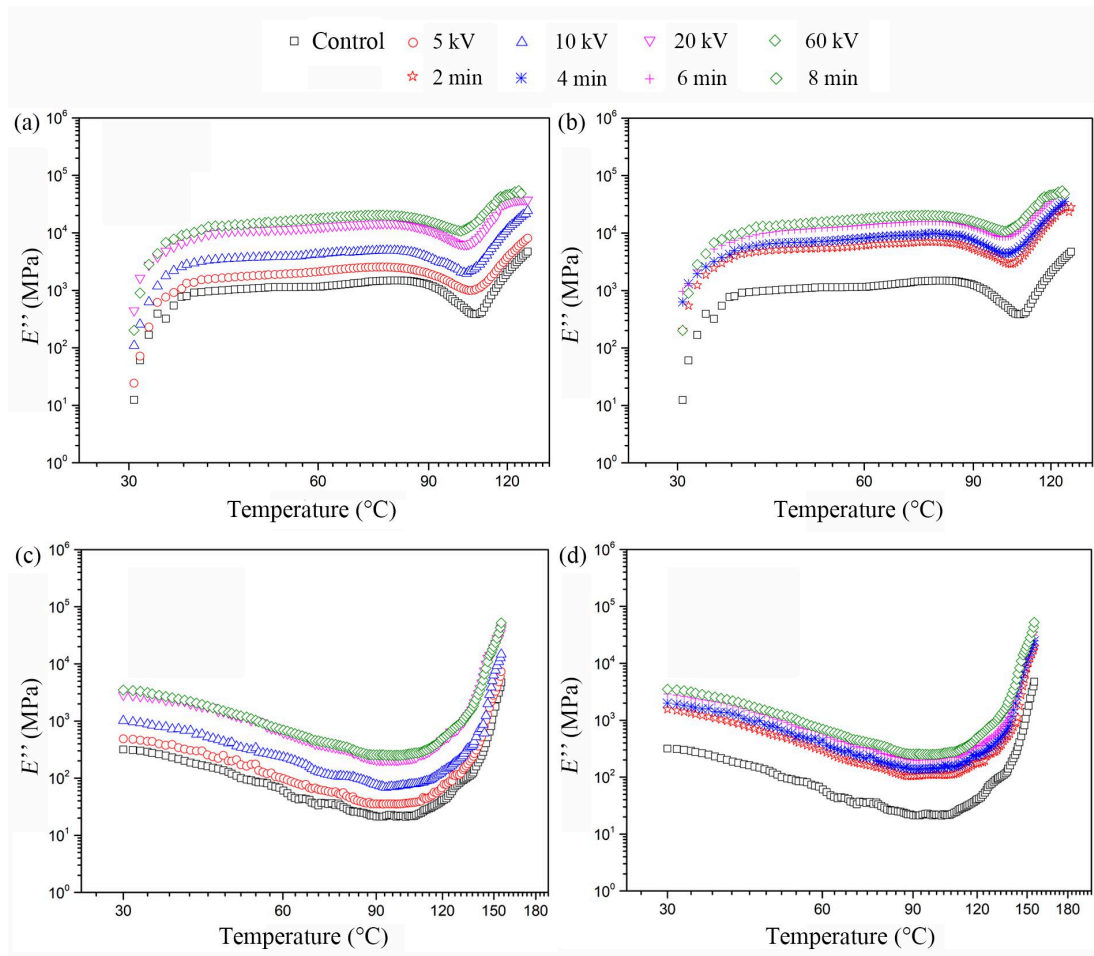 Control 5 kV 10 kV 20 kV 60 kV
2 min 4 min 6 min 8 min
(a)
10⁶
10⁵
10⁴
10³
10²
10¹
10⁰
E’’ (MPa)
30 60 90 120
Temperature (°C)
(b)
10⁶
10⁵
10⁴
10³
10²
10¹
10⁰
E’’ (MPa)
30 60 90 120
Temperature (°C)
(c)
10⁶
10⁵
10⁴
10³
10²
10¹
10⁰
E’’ (MPa)
30 60 90 120 150 180
Temperature (°C)
(d)
10⁶
10⁵
10⁴
10³
10²
10¹
10⁰
E’’ (MPa)
30 60 90 120 150 180
Temperature (°C)